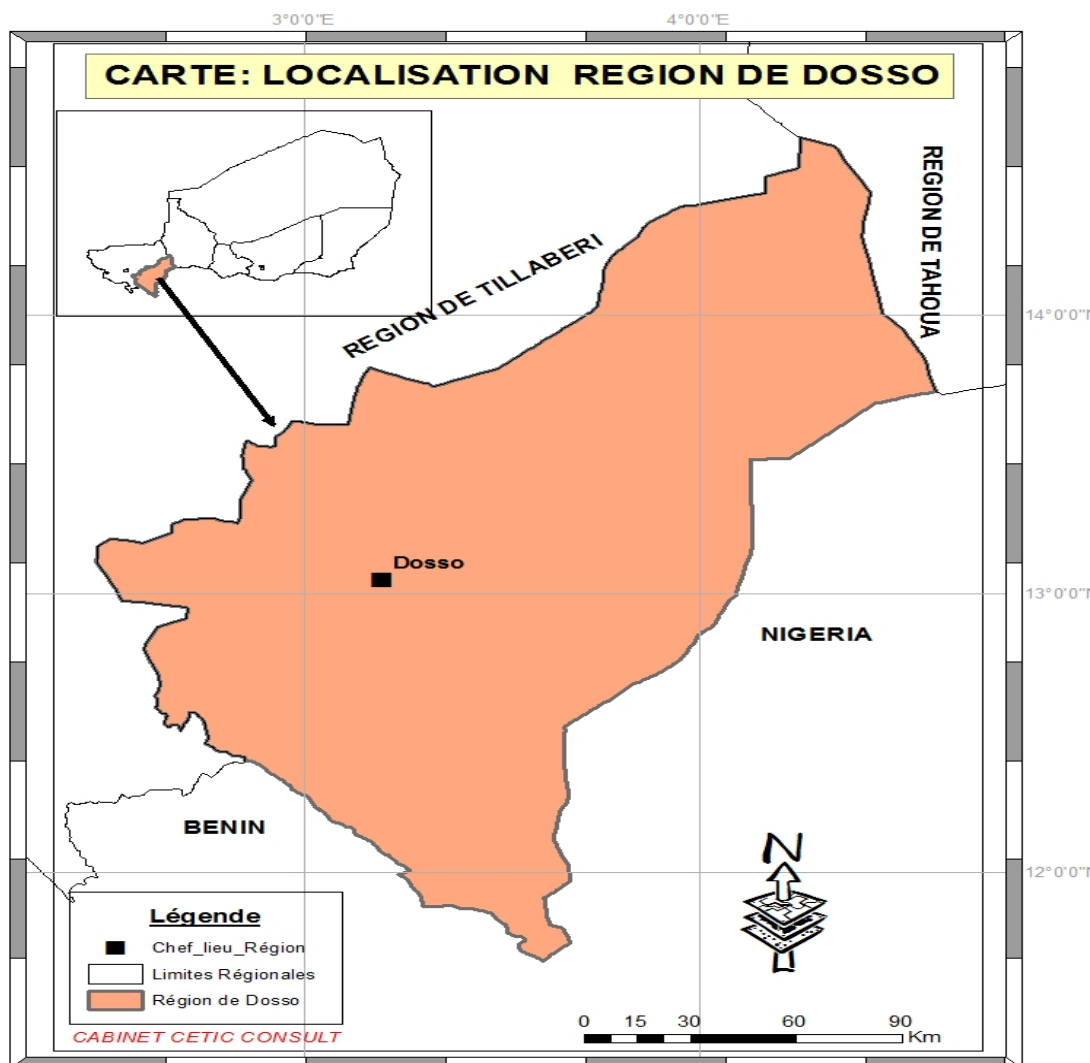 3°0'0"E
4°0'0"E
CARTE: LOCALISATION REGION DE DOSSO
REGION DE TAHOUA
REGION DE TILLABERI
14°0'0"N
Dosso
13°0'0"N
NIGERIA
BENIN
N
12°0'0"N
Légende
Chef_lieu_Région
Limites Régionales
Région de Dosso
CABINET CETIC CONSULT
0 15 30 60 90
Km